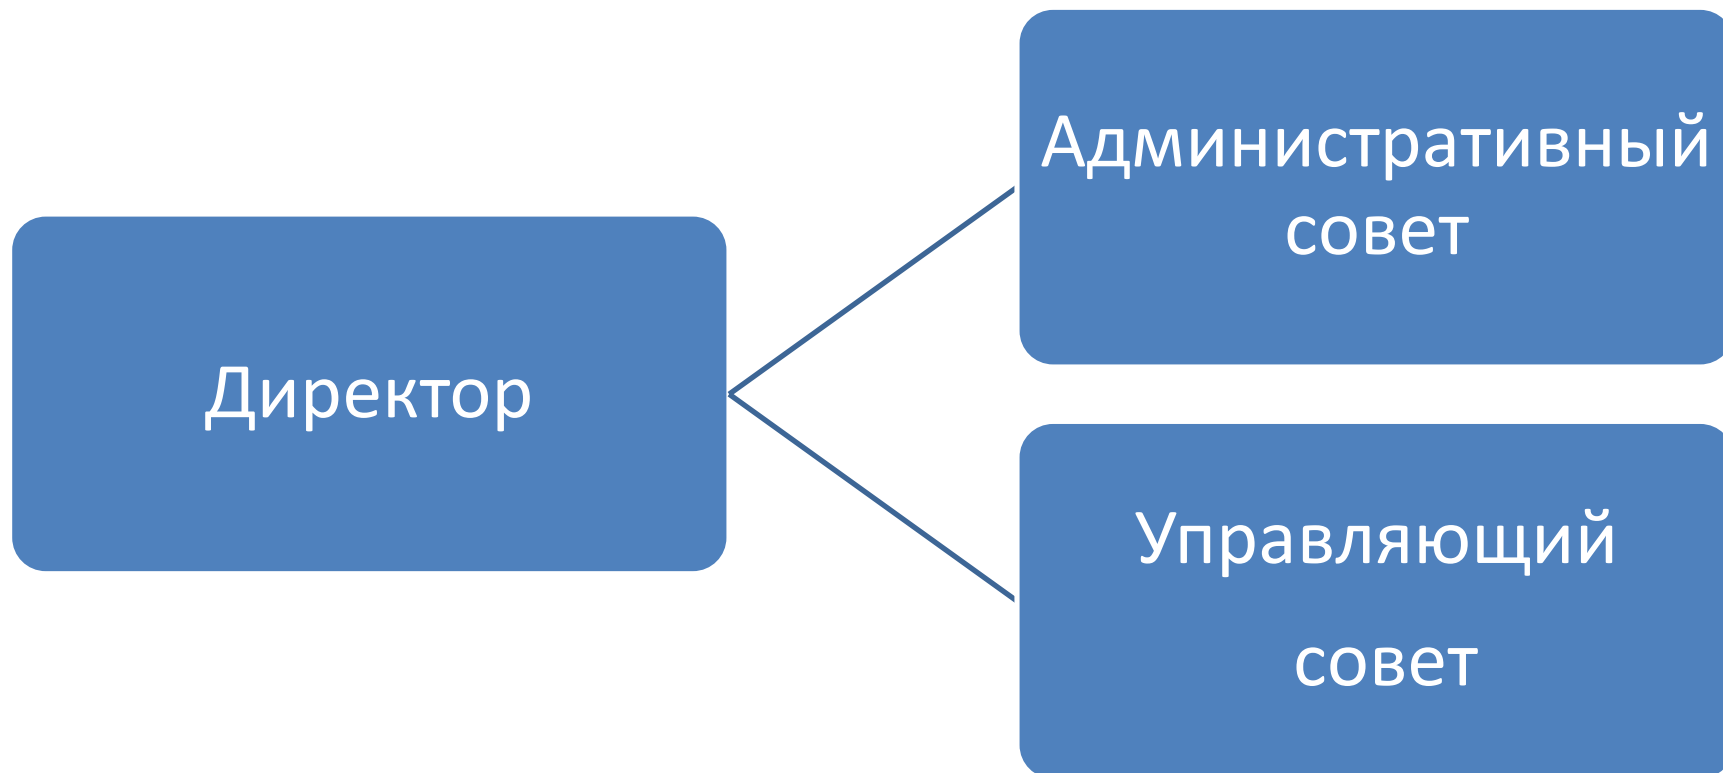 Административный
совет
Директор
Управляющий
совет